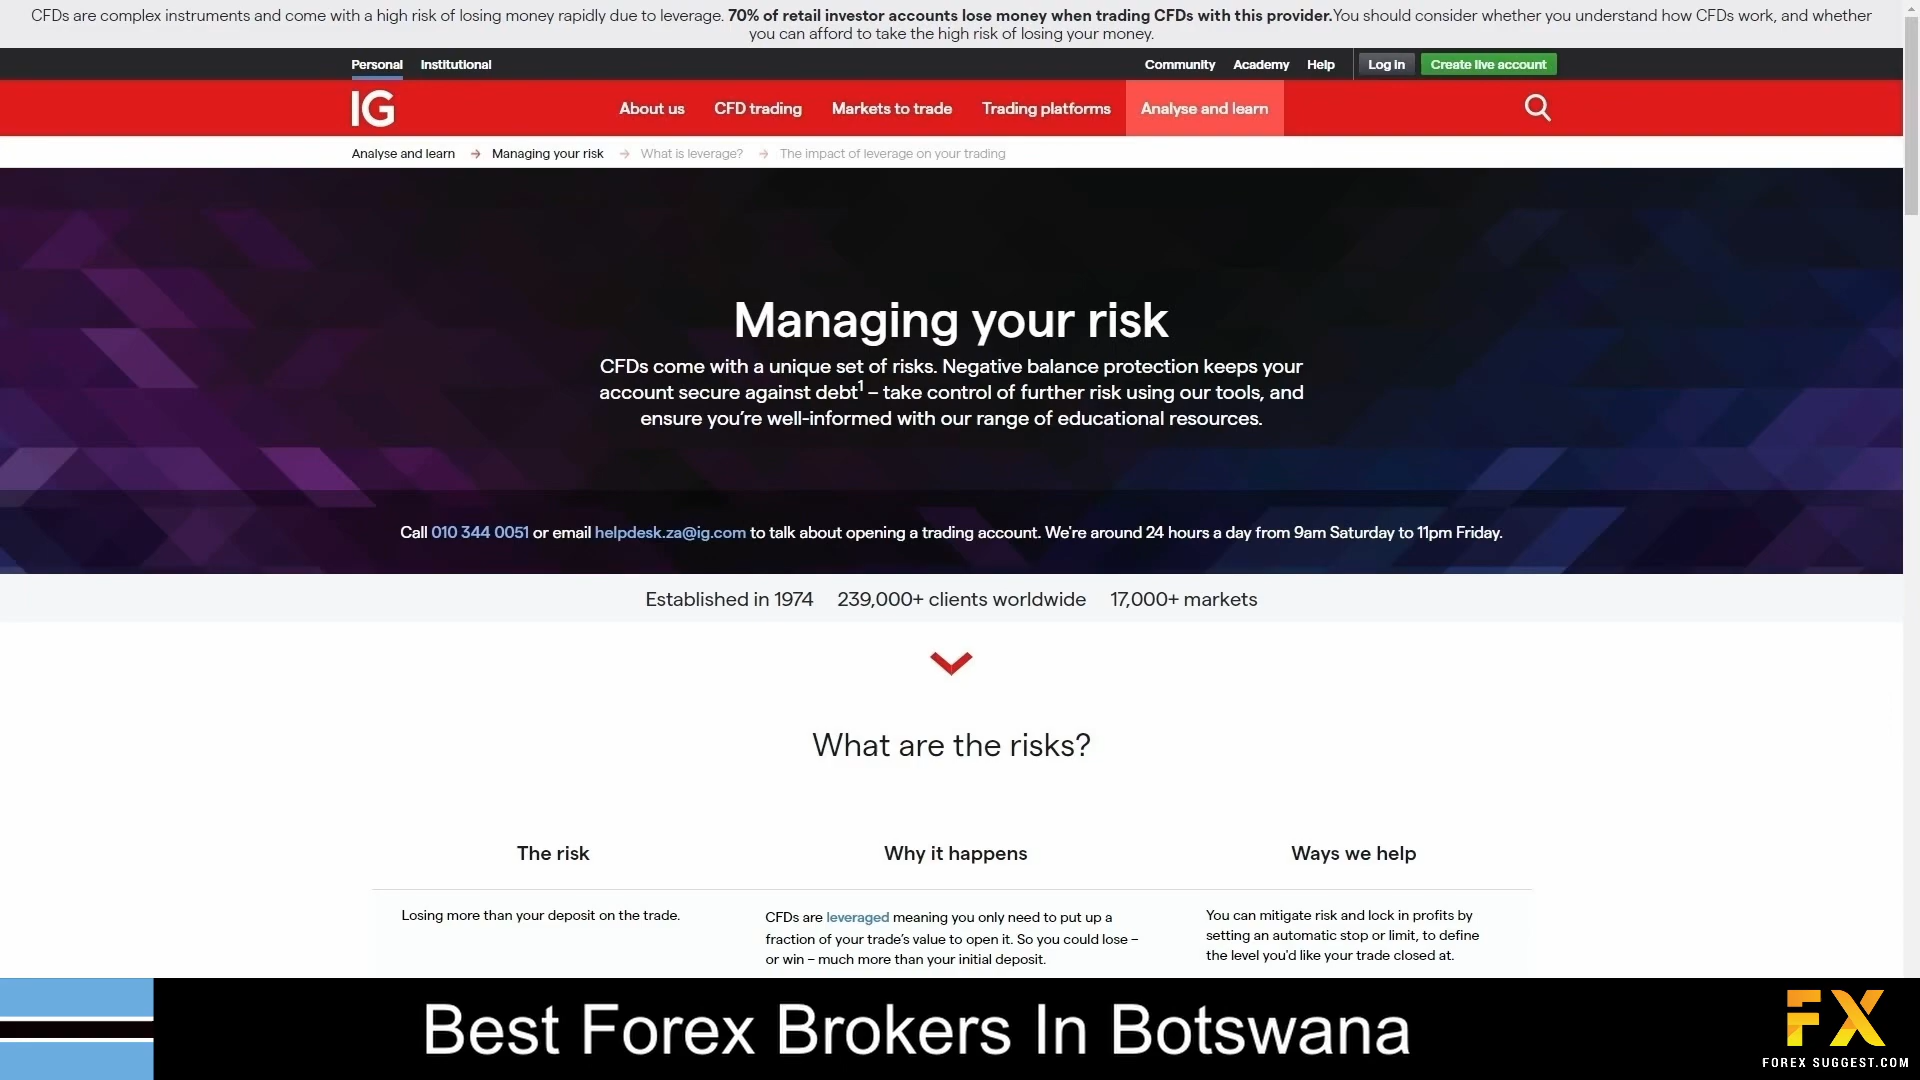 CFDs are complex instruments and come with a high risk of losing money rapidly due to leverage. 70% of retail investor accounts lose money when trading CFDs with this provider.You should consider whether you understand how CFDs work, and whether
you can afford to take the high risk of losing your money.
Personal Institutional Community Academy Help Log in Create live account
IG About us CFD trading Markets to trade Trading platforms Analyse and learn
Analyse and learn → Managing your risk → What is leverage? → The impact of leverage on your trading
Managing your risk
CFDs come with a unique set of risks. Negative balance protection keeps your
account secure against debt¹ – take control of further risk using our tools, and
ensure you’re well-informed with our range of educational resources.
Call 010 344 0051 or email helpdesk.za@ig.com to talk about opening a trading account. We're around 24 hours a day from 9am Saturday to 11pm Friday.
Established in 1974 239,000+ clients worldwide 17,000+ markets
What are the risks?
The risk Why it happens Ways we help
Losing more than your deposit on the trade.
CFDs are leveraged meaning you only need to put up a
fraction of your trade’s value to open it. So you could lose –
or win – much more than your initial deposit.
You can mitigate risk and lock in profits by
setting an automatic stop or limit, to define
the level you'd like your trade closed at.
Best Forex Brokers In Botswana
FX
FOREX SUGGEST.COM